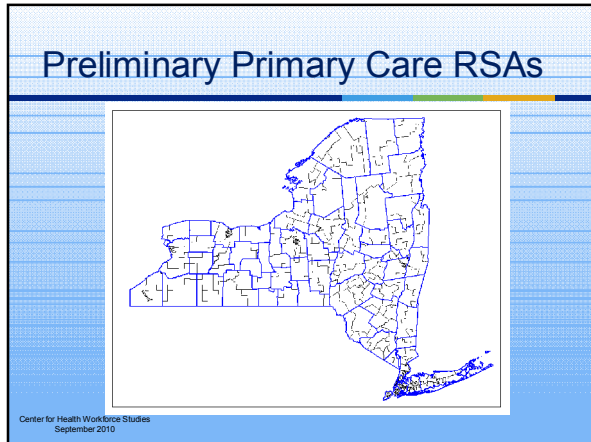 Preliminary Primary Care RSAs
Center for Health Workforce Studies
September 2010